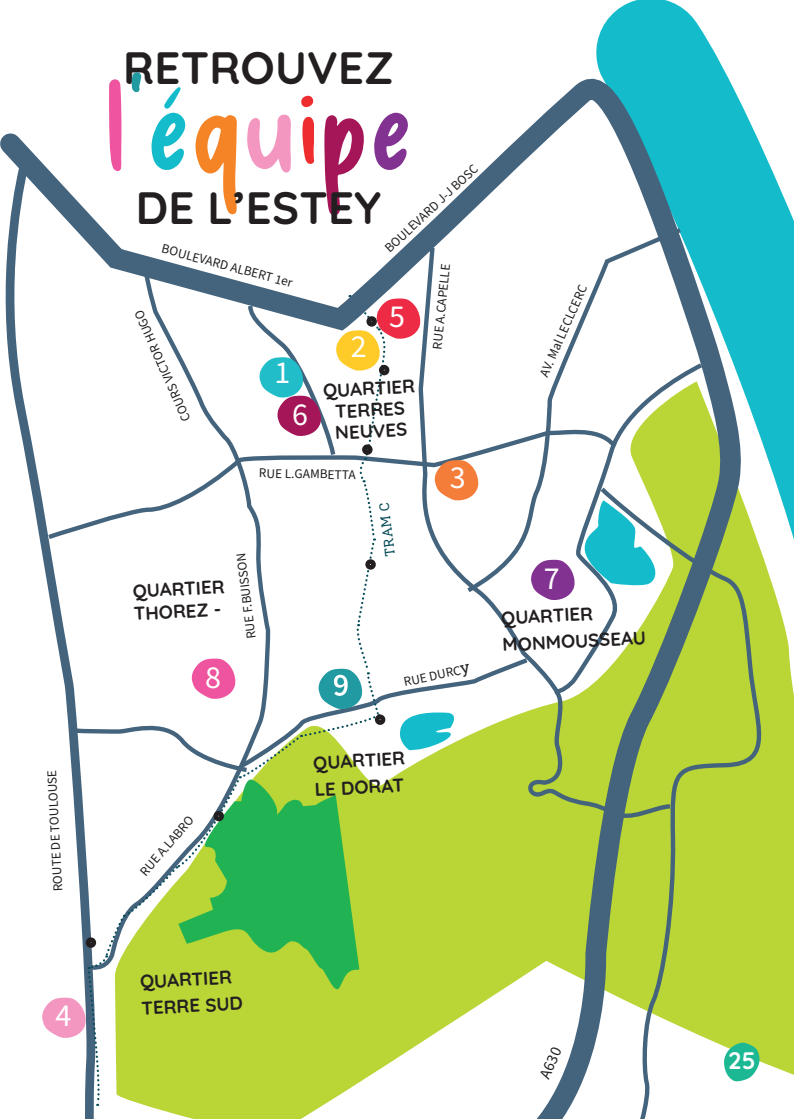 RETROUVEZ
l'équipe
DE L'ESTEY
BOULEVARD J-J BOSC
BOULEVARD ALBERT 1er
COURS VICTOR HUGO
RUE A.CAPELLE
AV. Mal LECLCERC
5
2
1
6
QUARTIER
TERRES
NEUVES
RUE L.GAMBETTA
3
TRAM C
QUARTIER
THOREZ -
RUE F.BUISSON
7
QUARTIER
MONMOUSSEAU
8
9
RUE DURCy
QUARTIER
LE DORAT
ROUTE DE TOULOUSE
RUE A.LABRO
QUARTIER
TERRE SUD
4
A630
25